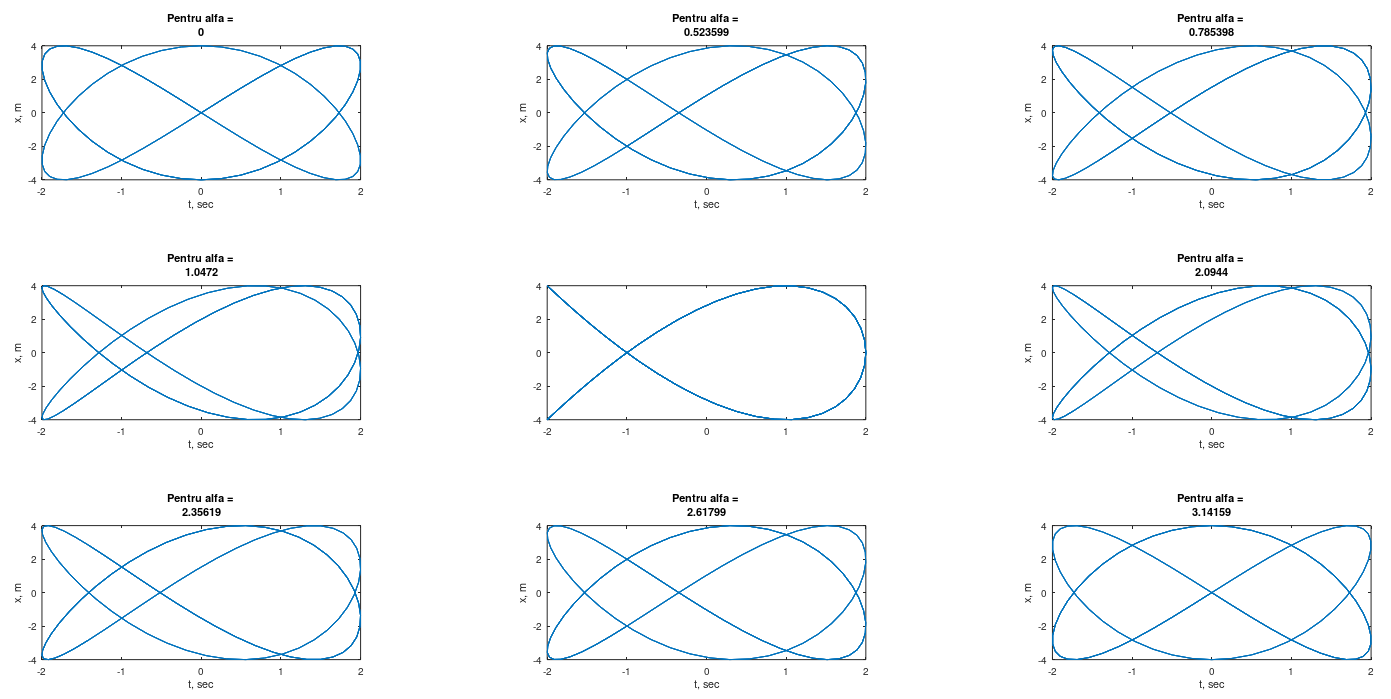 Pentru alfa =
0
4
2
0
-2
-4
x, m
-2 -1 0 1 2
t, sec
Pentru alfa =
0.523599
4
2
0
-2
-4
-2 -1 0 1 2
t, sec
Pentru alfa =
0.785398
4
2
0
-2
-4
x, m
-2 -1 0 1 2
t, sec
Pentru alfa =
1.0472
4
2
0
-2
-4
x, m
-2 -1 0 1 2
t, sec
4
2
0
-2
-4
-2 -1 0 1 2
Pentru alfa =
2.0944
4
2
0
-2
-4
x, m
-2 -1 0 1 2
t, sec
Pentru alfa =
2.35619
4
2
0
-2
-4
x, m
-2 -1 0 1 2
t, sec
Pentru alfa =
2.61799
4
2
0
-2
-4
x, m
-2 -1 0 1 2
t, sec
Pentru alfa =
3.14159
4
2
0
-2
-4
x, m
-2 -1 0 1 2
t, sec